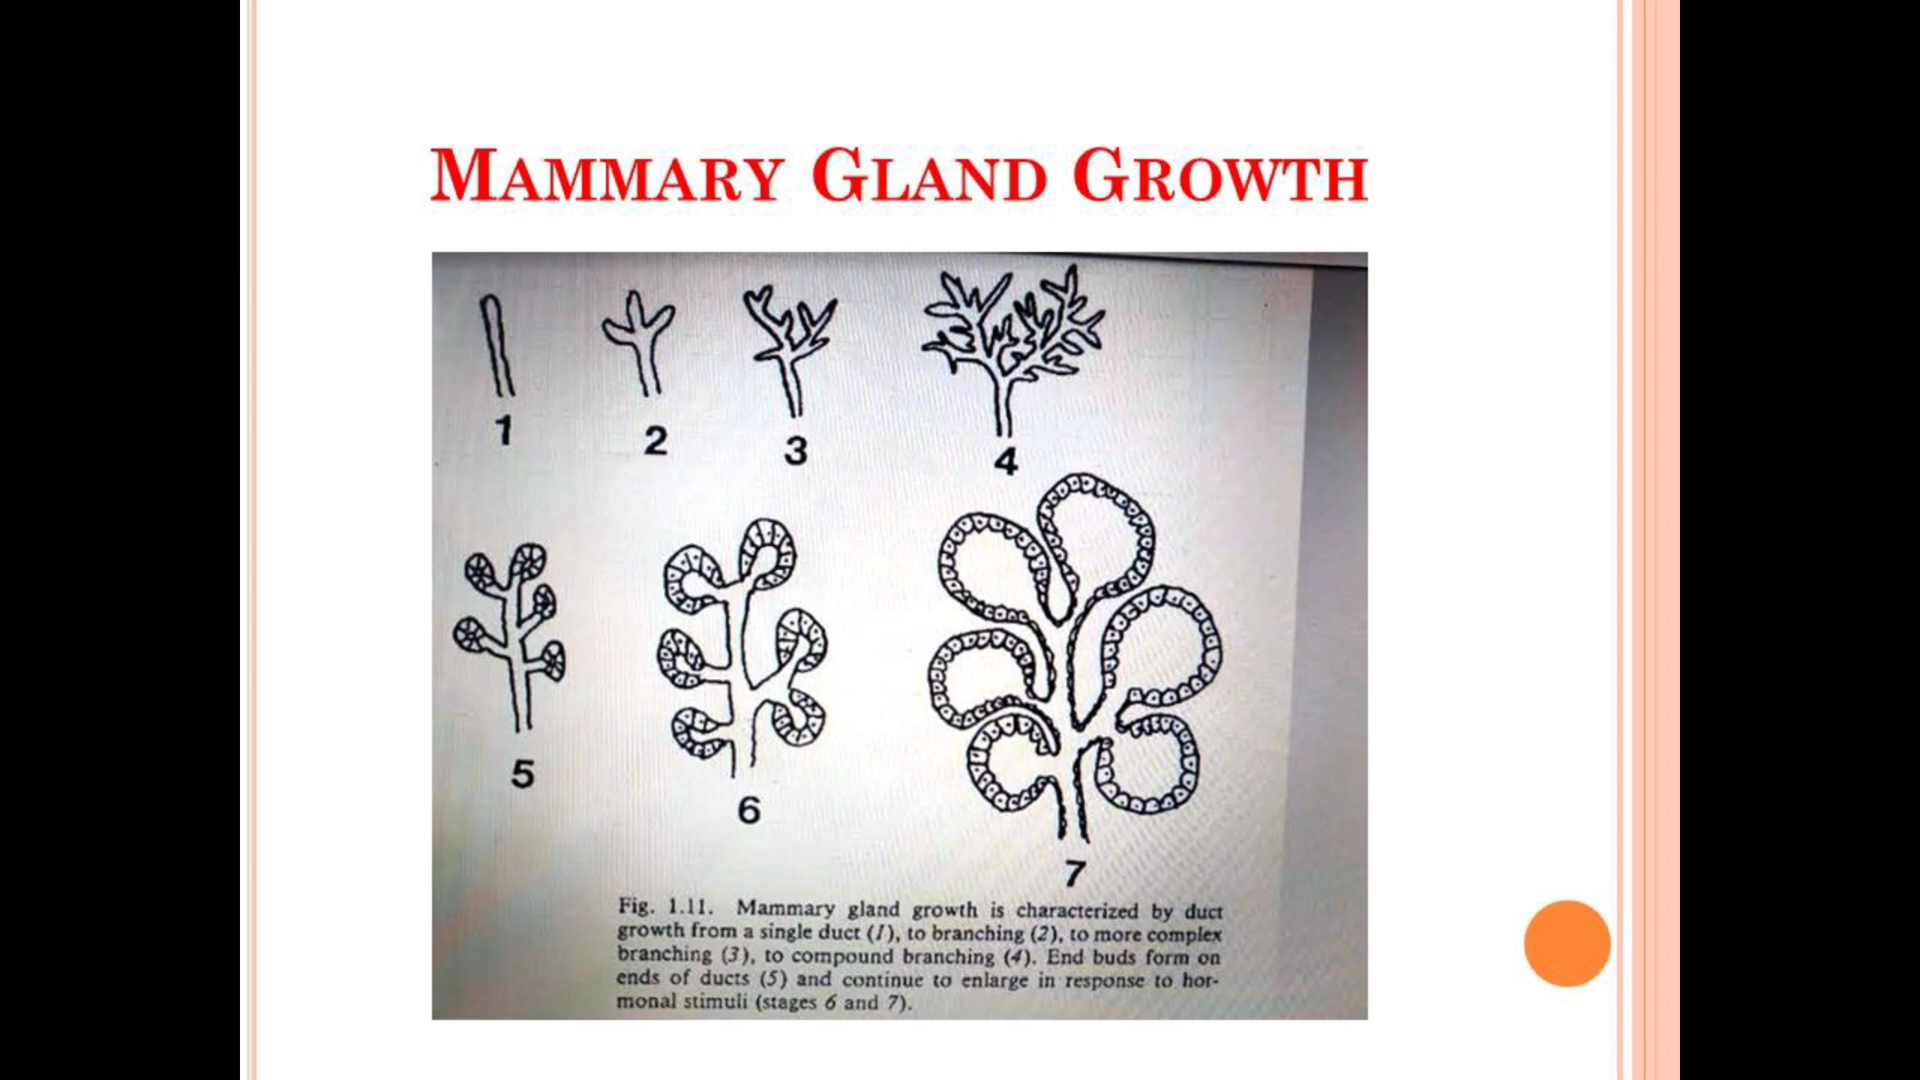 MAMMARY GLAND GROWTH
1
2
3
4
5
6
7
Fig. 1.11. Mammary gland growth is characterized by duct
growth from a single duct (1), to branching (2), to more complex
branching (3), to compound branching (4). End buds form on
ends of ducts (5) and continue to enlarge in response to hor-
monal stimuli (stages 6 and 7).